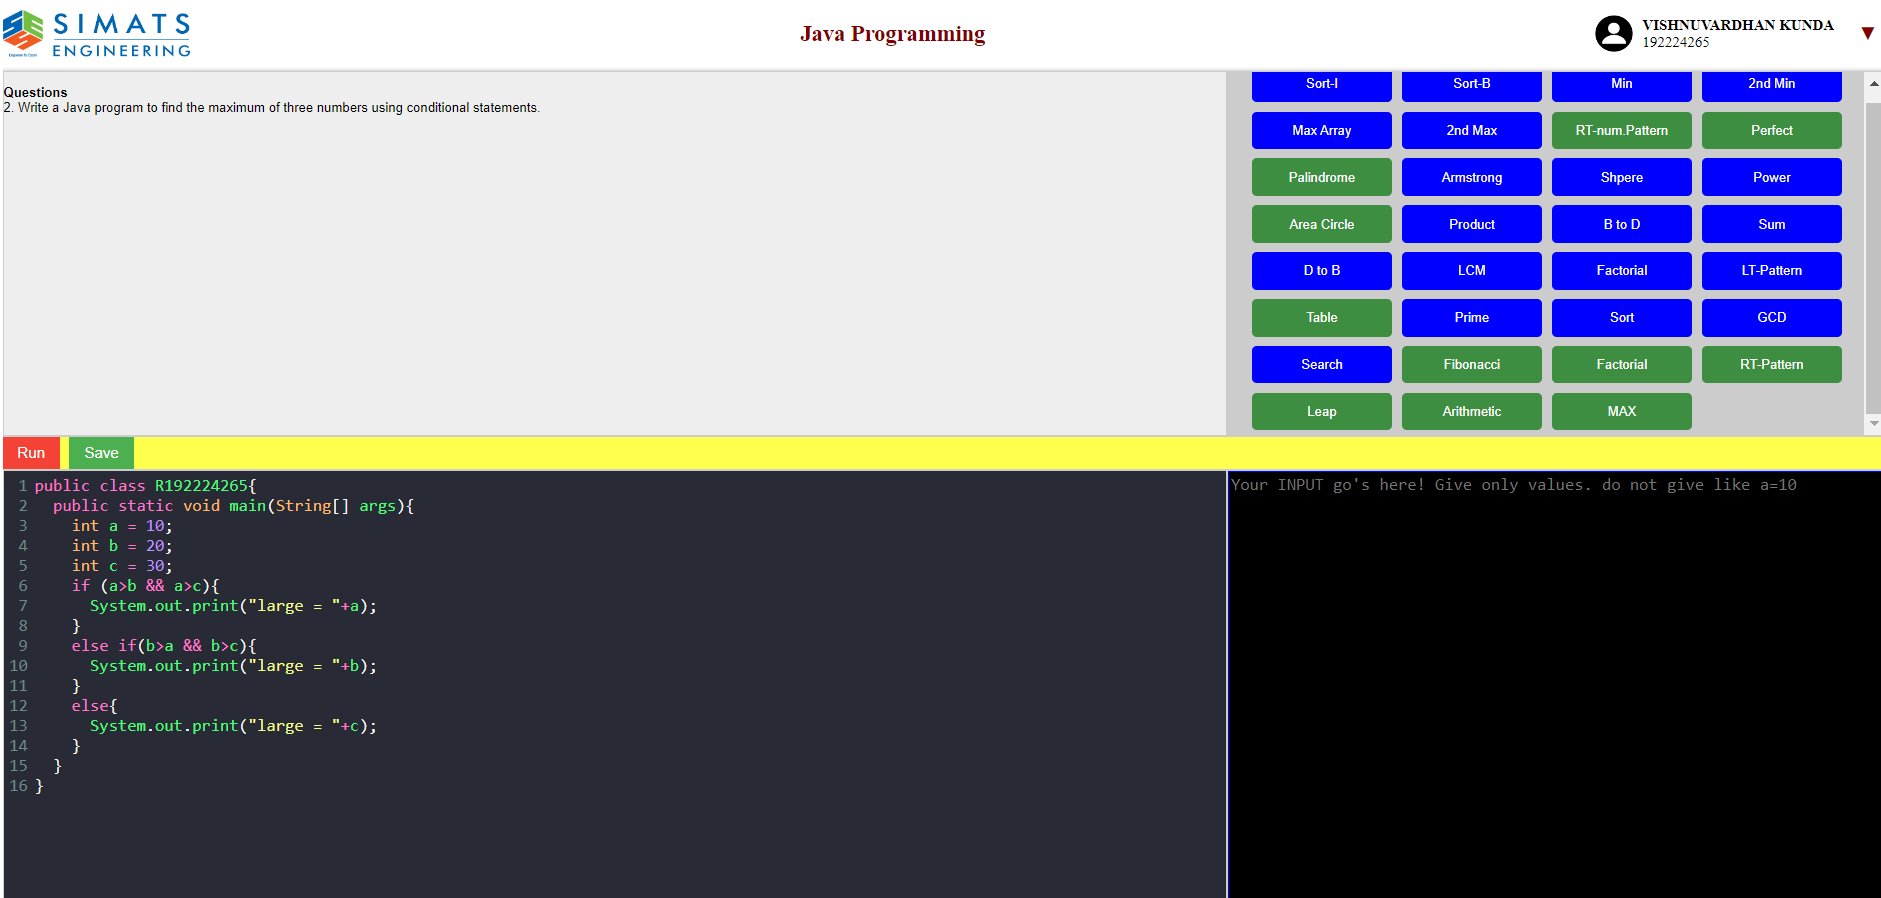 SIMATS
ENGINEERING
Java Programming
VISHNUVARDHAN KUNDA
192224265
Questions
2. Write a Java program to find the maximum of three numbers using conditional statements.
Sort-I Sort-B Min 2nd Min
Max Array 2nd Max RT-num.Pattern Perfect
Palindrome Armstrong Shpere Power
Area Circle Product B to D Sum
D to B LCM Factorial LT-Pattern
Table Prime Sort GCD
Search Fibonacci Factorial RT-Pattern
Leap Arithmetic MAX
Run Save
1 public class R192224265{
2   public static void main(String[] args){
3     int a = 10;
4     int b = 20;
5     int c = 30;
6     if (a>b && a>c){
7       System.out.print("large = "+a);
8     }
9     else if(b>a && b>c){
10       System.out.print("large = "+b);
11     }
12     else{
13       System.out.print("large = "+c);
14     }
15   }
16 }
Your INPUT go's here! Give only values. do not give like a=10